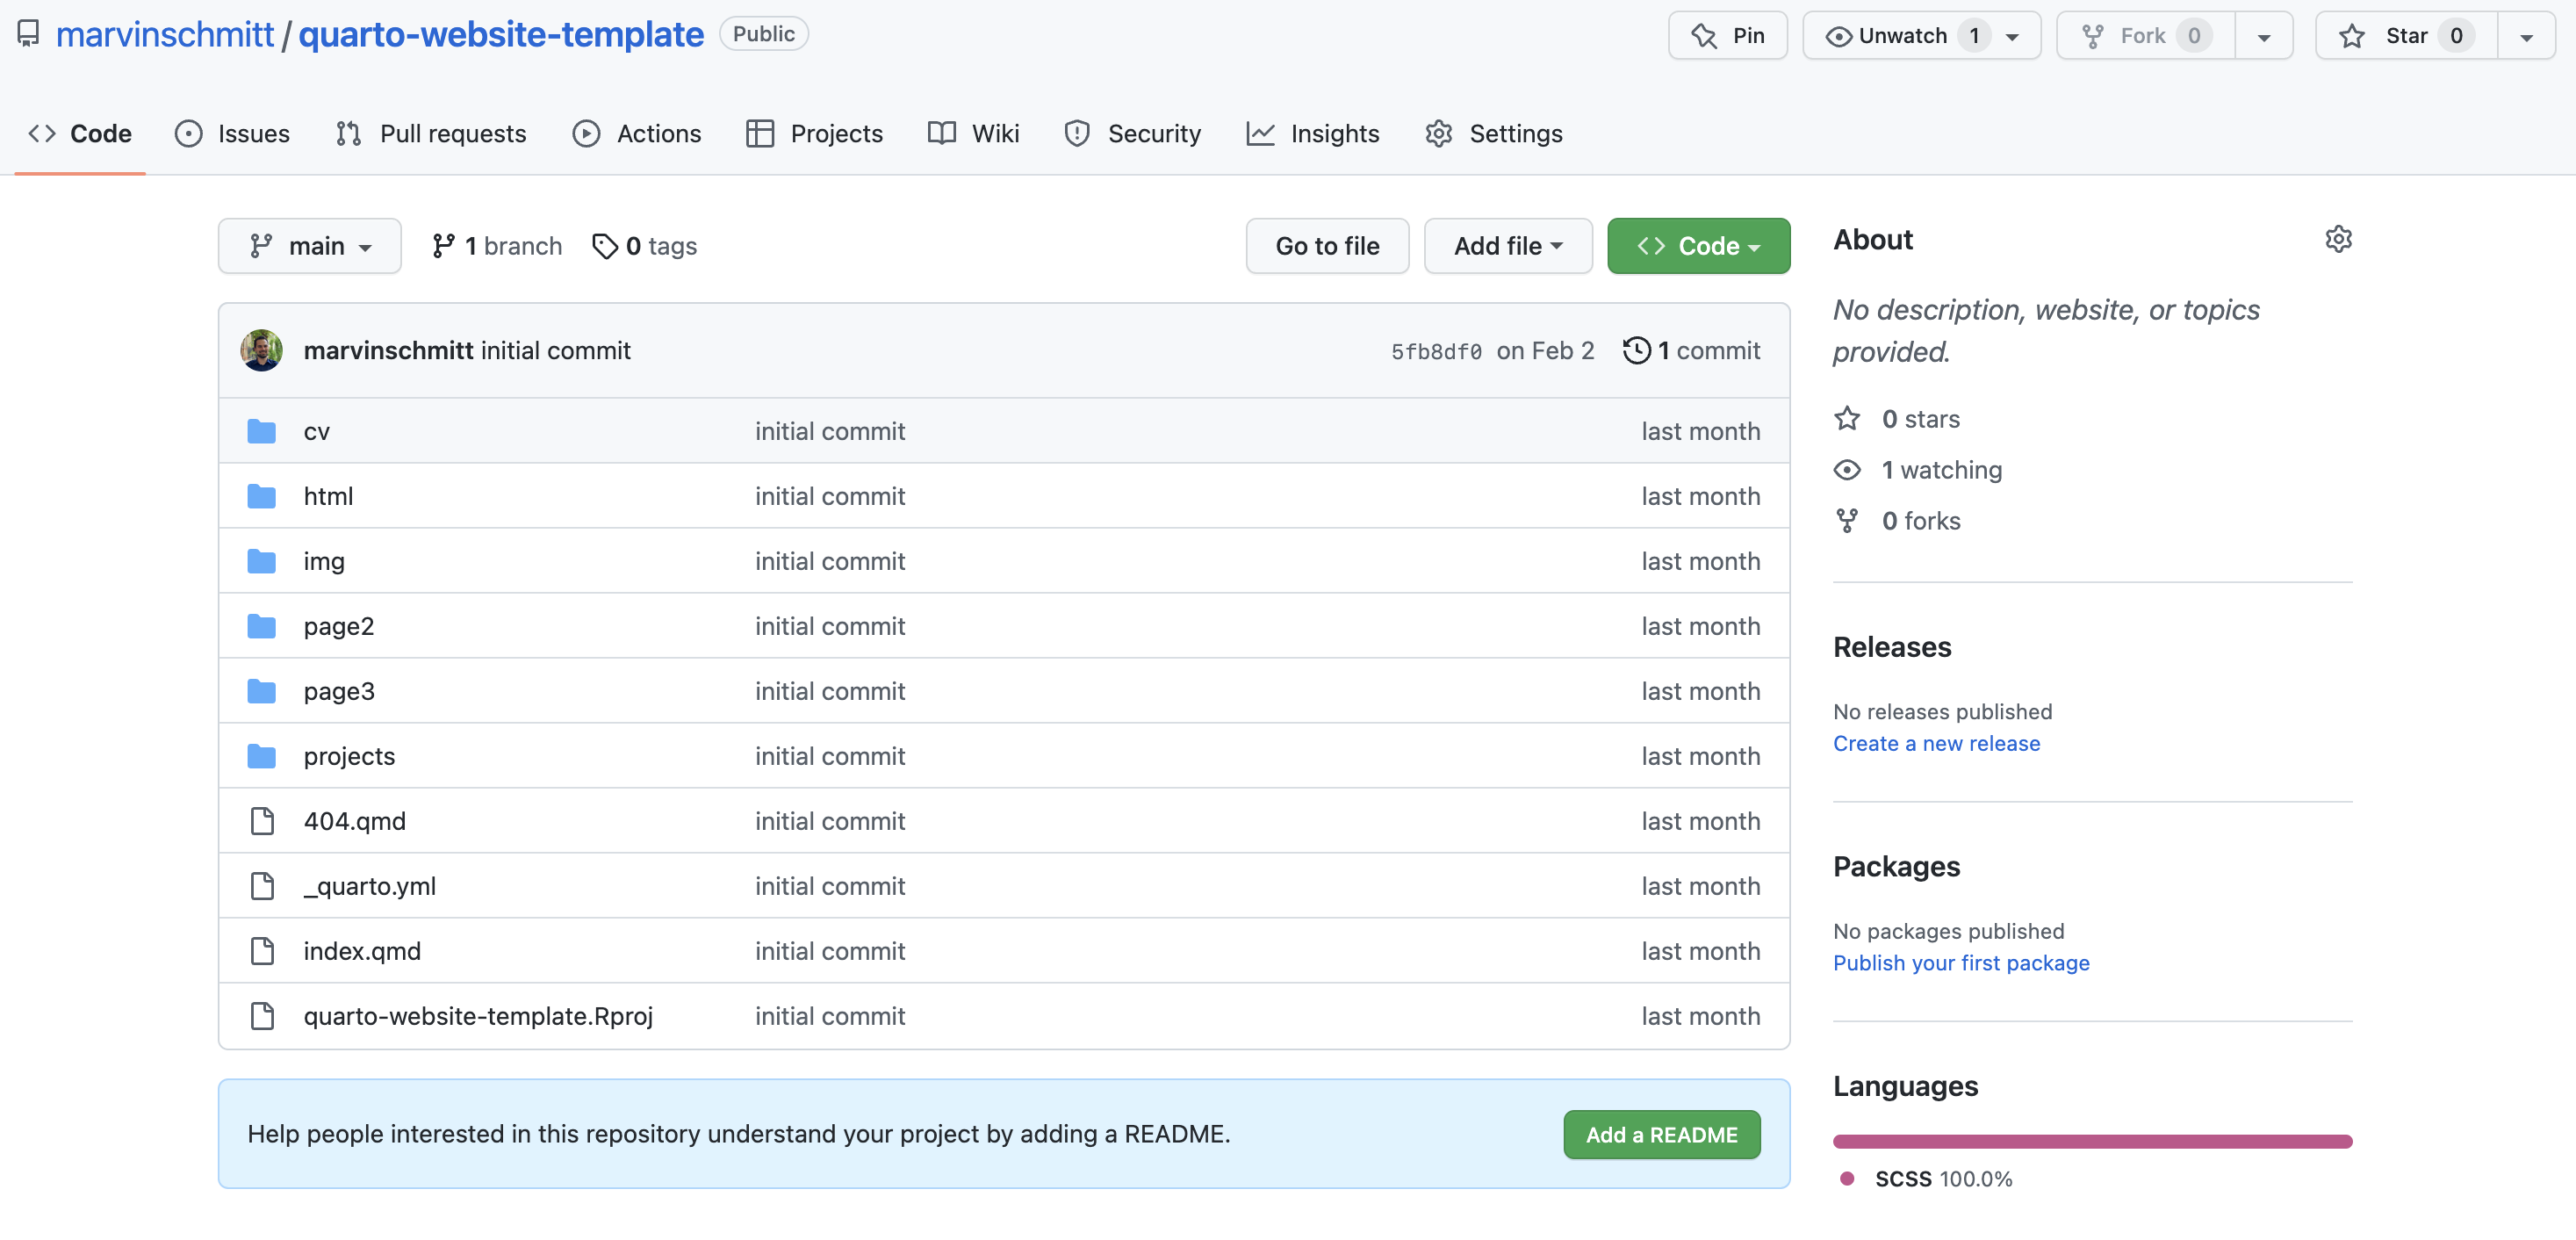 marvinschmitt / quarto-website-template Public
Pin
Unwatch 1
Fork 0
Star 0
Code
Issues
Pull requests
Actions
Projects
Wiki
Security
Insights
Settings
main
1 branch
0 tags
Go to file
Add file
Code
marvinschmitt initial commit
5fb8df0 on Feb 2
1 commit
cv initial commit last month
html initial commit last month
img initial commit last month
page2 initial commit last month
page3 initial commit last month
projects initial commit last month
404.qmd initial commit last month
_quarto.yml initial commit last month
index.qmd initial commit last month
quarto-website-template.Rproj initial commit last month
Help people interested in this repository understand your project by adding a README.
Add a README
About
No description, website, or topics
provided.
0 stars
1 watching
0 forks
Releases
No releases published
Create a new release
Packages
No packages published
Publish your first package
Languages
SCSS 100.0%